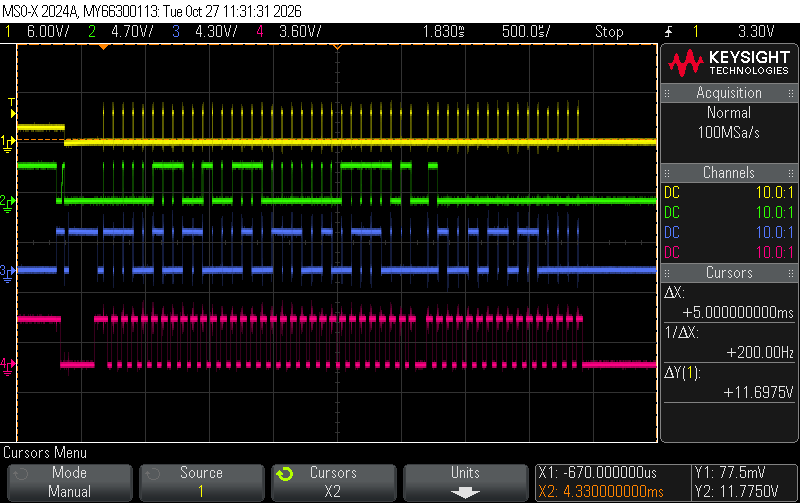 MSO-X 2024A, MY66300113: Tue Oct 27 11:31:31 2026
1 6.00V/ 2 4.70V/ 3 4.30V/ 4 3.60V/ 1.830s 500.0s/ Stop 1 3.30V
KEYSIGHT
TECHNOLOGIES
Acquisition
Normal
100MSa/s
Channels
DC 10.0:1
DC 10.0:1
DC 10.0:1
DC 10.0:1
Cursors
ΔX:
+5.000000000ms
1/ΔX:
+200.00Hz
ΔY(1):
+11.6975V
T
1
2
3
4
Cursors Menu
Mode
Manual
Source
1
Cursors
X2
Units
X1: -670.000000us
X2: 4.330000000ms
Y1: 77.5mV
Y2: 11.7750V